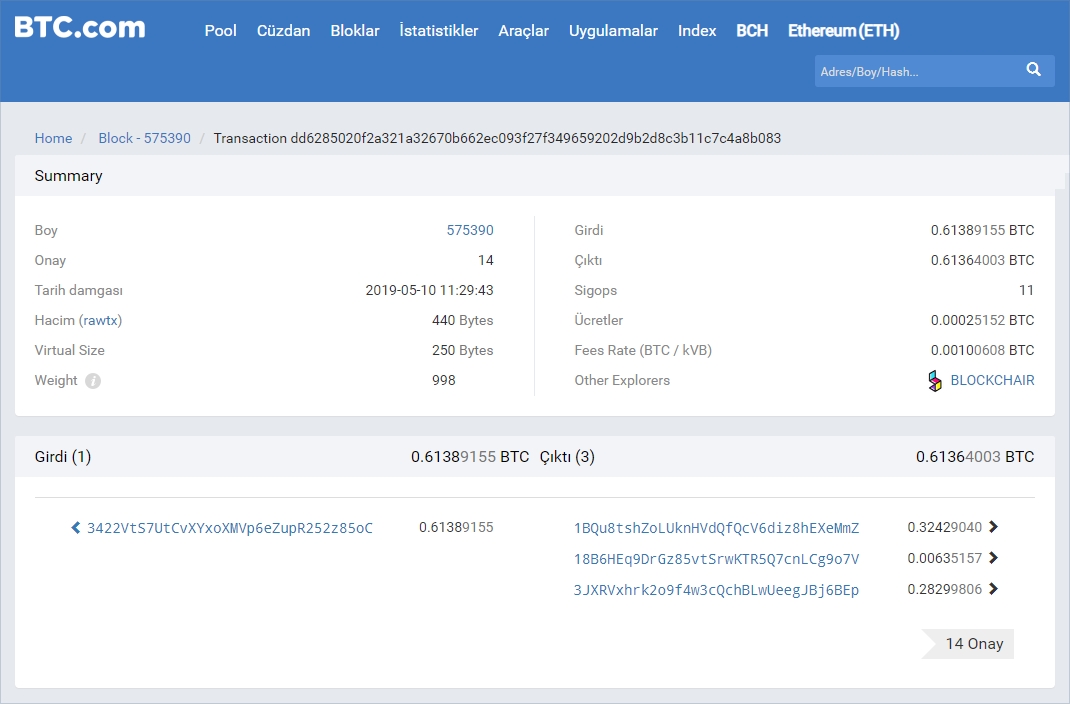 BTC.com
Pool Cüzdan Bloklar İstatistikler Araçlar Uygulamalar Index BCH Ethereum(ETH)
Adres/Boy/Hash...
Home / Block - 575390 / Transaction dd6285020f2a321a32670b662ec093f27f349659202d9b2d8c3b11c7c4a8b083
Summary
Boy 575390 Girdi 0.61389155 BTC
Onay 14 Çıktı 0.61364003 BTC
Tarih damgası 2019-05-10 11:29:43 Sigops 11
Hacim (rawtx) 440 Bytes Ücretler 0.00025152 BTC
Virtual Size 250 Bytes Fees Rate (BTC / kVB) 0.00100608 BTC
Weight i 998 Other Explorers BLOCKCHAIR
Girdi (1) 0.61389155 BTC Çıktı (3) 0.61364003 BTC
3422VtS7UtCvXYxoXMVp6eZupR252z85oC 0.61389155 1BQu8tshZoLUknHVdQfQcV6diz8hEXeMmZ 0.32429040
18B6HEq9DrGz85vtSrwKTR5Q7cnLCg9o7V 0.00635157
3JXRVxhrk2o9f4w3cQchBLwUeegJBj6BEp 0.28299806
14 Onay